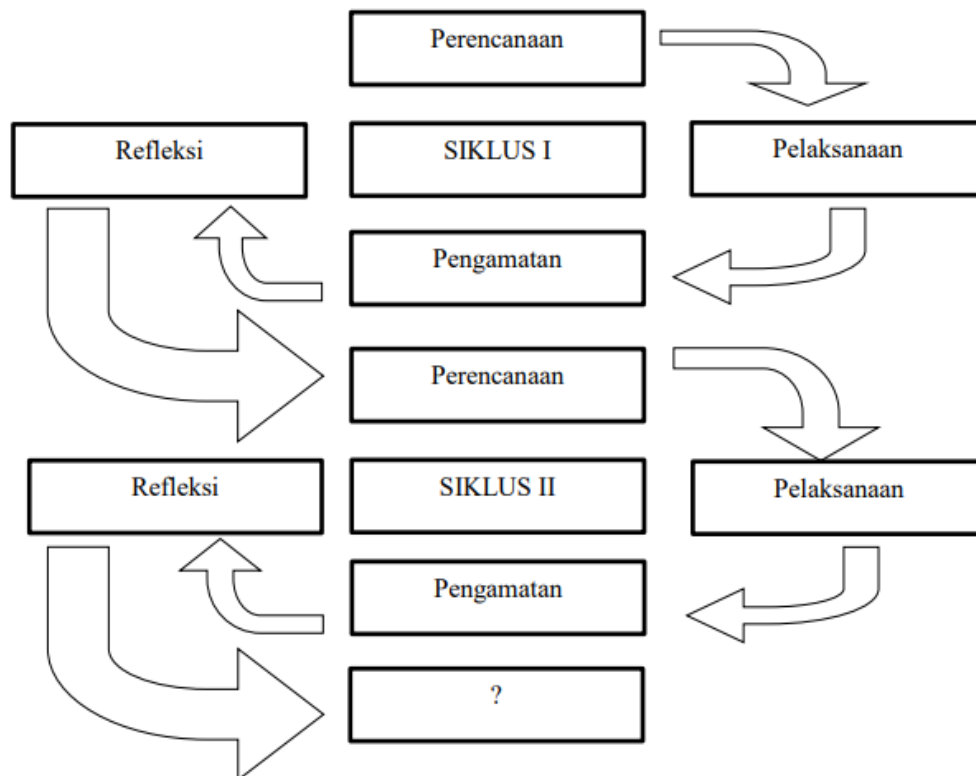 Perencanaan
Refleksi
SIKLUS I
Pelaksanaan
Pengamatan
Perencanaan
Refleksi
SIKLUS II
Pelaksanaan
Pengamatan
?